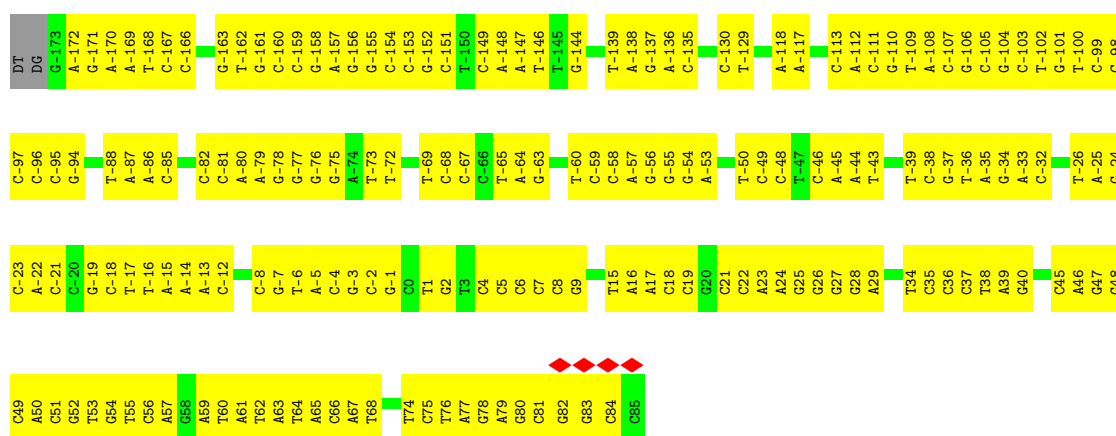 DT DG G-173 A-172 G-171 A-170 A-169 T-168 C-167 C-166 G-163 T-162 G-161 C-160 C-159 G-158 A-157 G-156 G-155 C-154 C-153 G-152 G-151 T-150 C-149 A-148 A-147 T-146 T-145 G-144 T-139 A-138 G-137 A-136 C-135 C-130 T-129 A-118 A-117 C-113 A-112 C-111 G-110 T-109 A-108 C-107 G-106 C-105 G-104 C-103 T-102 G-101 T-100 C-99 C-98
C-97 C-96 C-95 G-94 T-88 A-87 A-86 C-85 C-82 C-81 A-80 A-79 G-78 G-77 G-76 G-75 A-74 T-73 T-72 T-69 C-68 C-67 C-66 T-65 A-64 G-63 T-60 C-59 C-58 A-57 G-56 G-55 G-54 A-53 T-50 C-49 C-48 T-47 C-46 A-45 A-44 T-43 T-39 C-38 G-37 T-36 A-35 G-34 A-33 C-32 T-26 A-25
C-23 A-22 C-21 C-20 G-19 C-18 T-17 T-16 A-15 A-14 A-13 C-12 C-8 G-7 T-6 A-5 C-4 G-3 C-2 G-1 C0 T1 G2 T3 C4 C5 C6 C7 C8 G9 T15 A16 A17 C18 C19 G20 C21 C22 A23 A24 G25 G26 G27 G28 A29 T34 C35 C36 C37 T38 A39 G40 C45 A46 G47
C49 A50 C51 G52 T53 G54 T55 C56 A57 G58 A59 T60 A61 T62 A63 T64 A65 C66 A67 T68 T74 C75 T76 A77 G78 A79 G80 C81 G82 G83 C84 C85